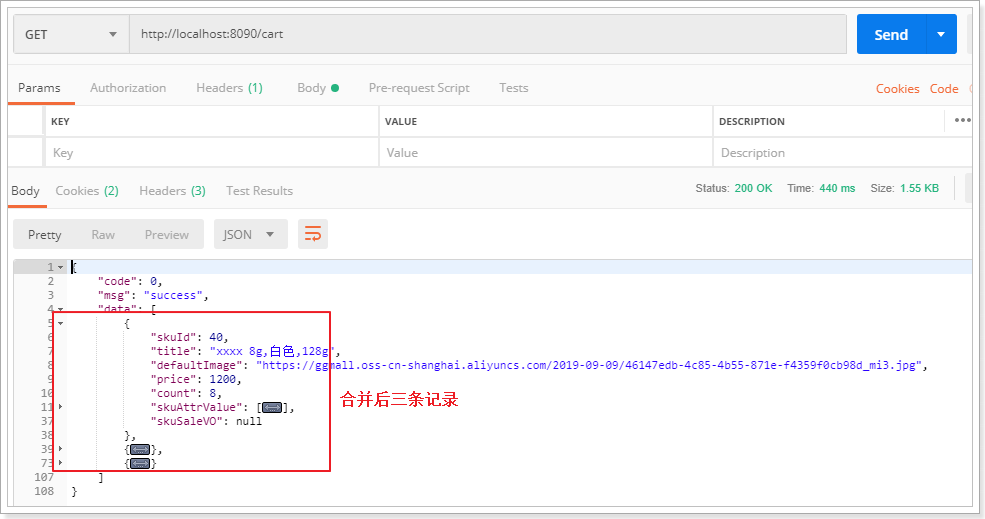 GET http://localhost:8090/cart Send
Params Authorization Headers (1) Body Pre-request Script Tests Cookies Code
KEY VALUE DESCRIPTION
Key Value Description
Body Cookies (2) Headers (3) Test Results Status: 200 OK Time: 440 ms Size: 1.55 KB
Pretty Raw Preview JSON
1 {
2 "code": 0,
3 "msg": "success",
4 "data": [
5 {
6 "skuId": 40,
7 "title": "xxxx 8g,白色,128g",
8 "defaultImage": "https://ggmall.oss-cn-shanghai.aliyuncs.com/2019-09-09/46147edb-4c85-4b55-871e-f4359f0cb98d_mi3.jpg",
9 "price": 1200,
10 "count": 8,
11 "skuAttrValue": [],
37 "skuSaleVO": null
38 },
39 {},
73 {}
107 ]
108 }
合并后三条记录